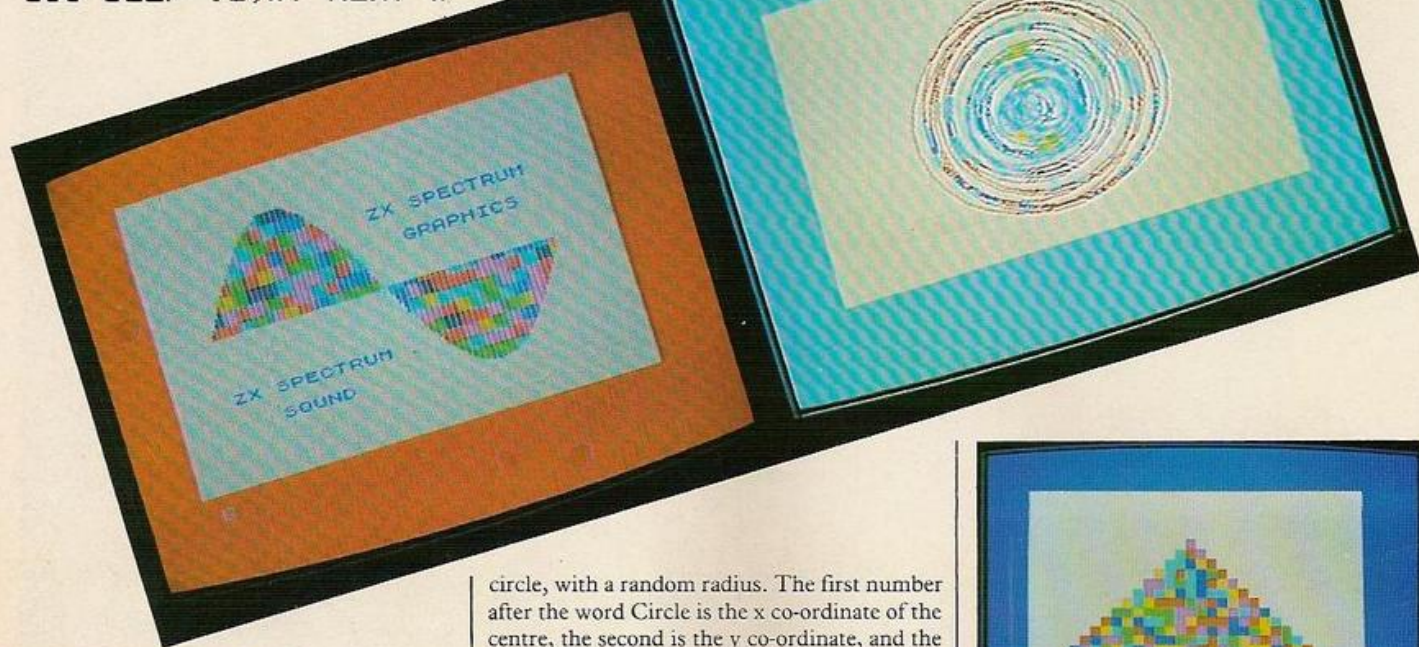 ZX SPECTRUM
GRAPHICS
ZX SPECTRUM
SOUND
circle, with a random radius. The first number
after the word Circle is the x co-ordinate of the
centre, the second is the y co-ordinate, and the